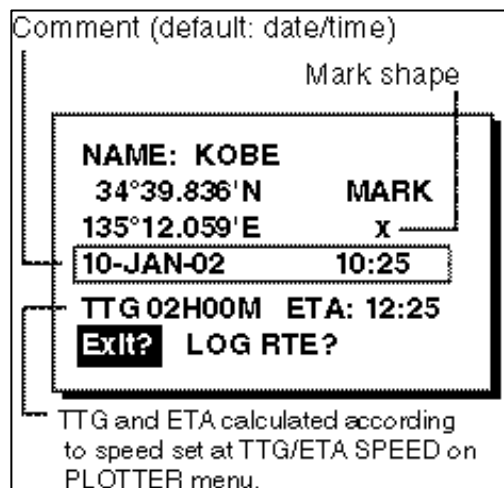 Comment (default: date/time)
Mark shape
NAME: KOBE
34°39.836'N MARK
135°12.059'E x
10-JAN-02 10:25
TTG 02H00M ETA: 12:25
Exit? LOG RTE?
TTG and ETA calculated according
to speed set at TTG/ETA SPEED on
PLOTTER menu.